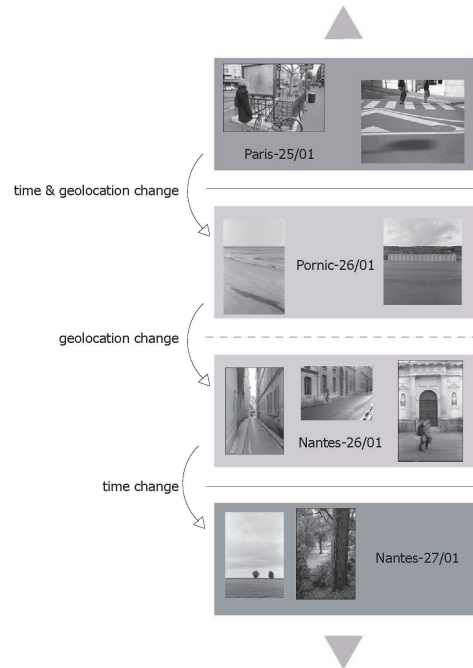 Paris-25/01
time & geolocation change
Pornic-26/01
geolocation change
Nantes-26/01
time change
Nantes-27/01